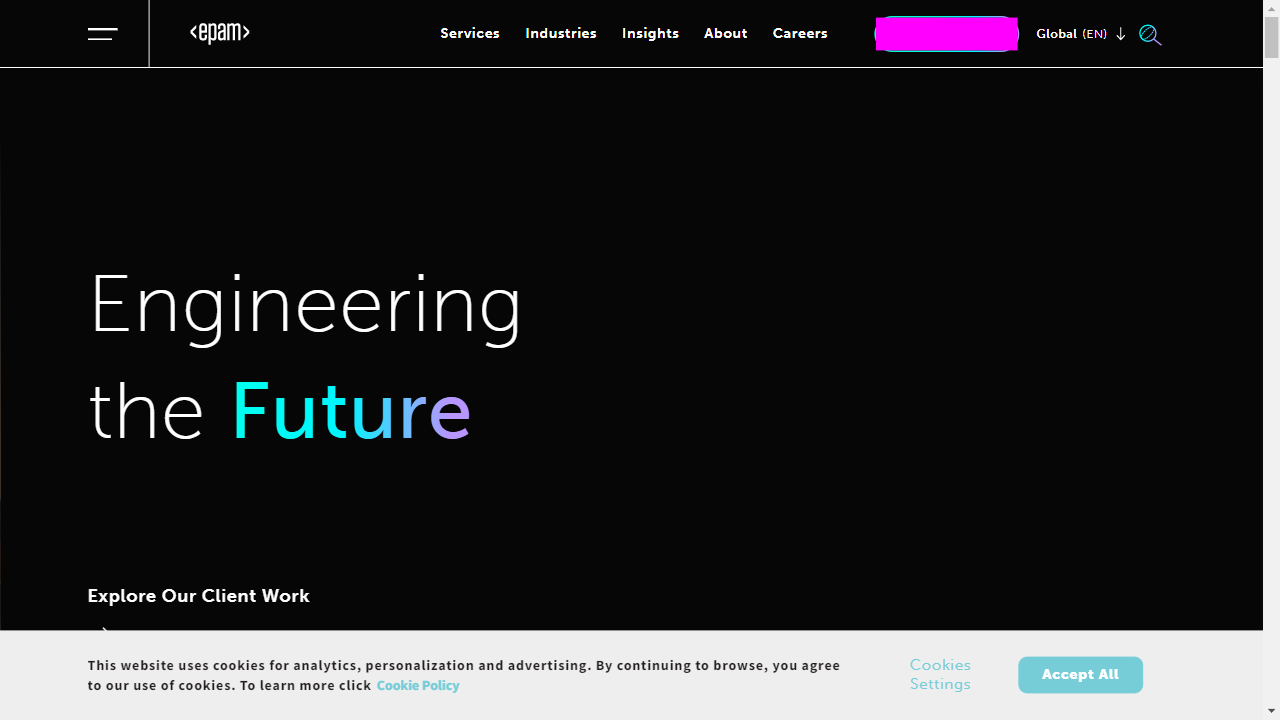 <epam>
Services Industries Insights About Careers Global (EN)
Engineering
the Future
Explore Our Client Work
This website uses cookies for analytics, personalization and advertising. By continuing to browse, you agree
to our use of cookies. To learn more click Cookie Policy
Cookies
Settings
Accept All